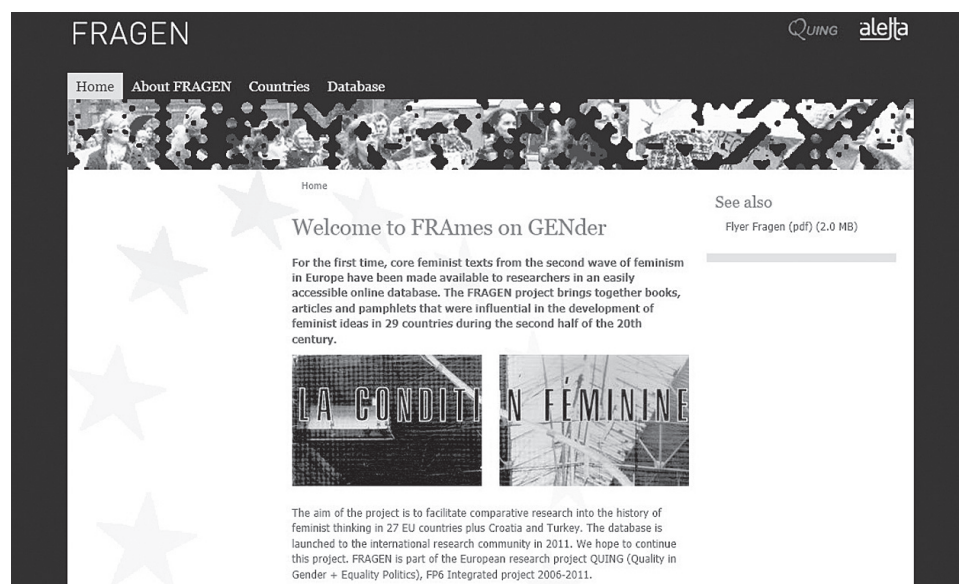 FRAGEN
QUING aletta
Home About FRAGEN Countries Database
Home
Welcome to FRAmes on GENder
For the first time, core feminist texts from the second wave of feminism
in Europe have been made available to researchers in an easily
accessible online database. The FRAGEN project brings together books,
articles and pamphlets that were influential in the development of
feminist ideas in 29 countries during the second half of the 20th
century.
LA CONDITI N FÉMININE
The aim of the project is to facilitate comparative research into the history of
feminist thinking in 27 EU countries plus Croatia and Turkey. The database is
launched to the international research community in 2011. We hope to continue
this project. FRAGEN is part of the European research project QUING (Quality in
Gender + Equality Politics), FP6 Integrated project 2006-2011.
See also
Flyer Fragen (pdf) (2.0 MB)